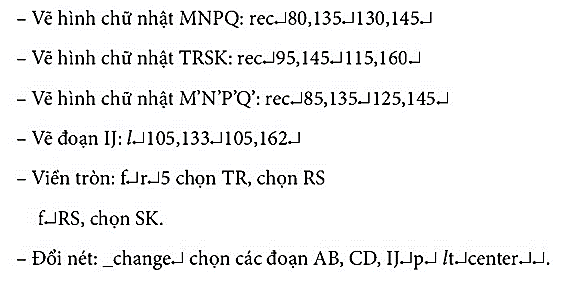 – Vẽ hình chữ nhật MNPQ: rec↵80,135↵130,145↵
– Vẽ hình chữ nhật TRSK: rec↵95,145↵115,160↵
– Vẽ hình chữ nhật M’N’P’Q’: rec↵85,135↵125,145↵
– Vẽ đoạn IJ: l↵105,133↵105,162↵
– Viền tròn: f↵r↵5 chọn TR, chọn RS
f↵RS, chọn SK.
– Đổi nét: _change↵ chọn các đoạn AB, CD, IJ↵p↵ lt↵center↵↵.